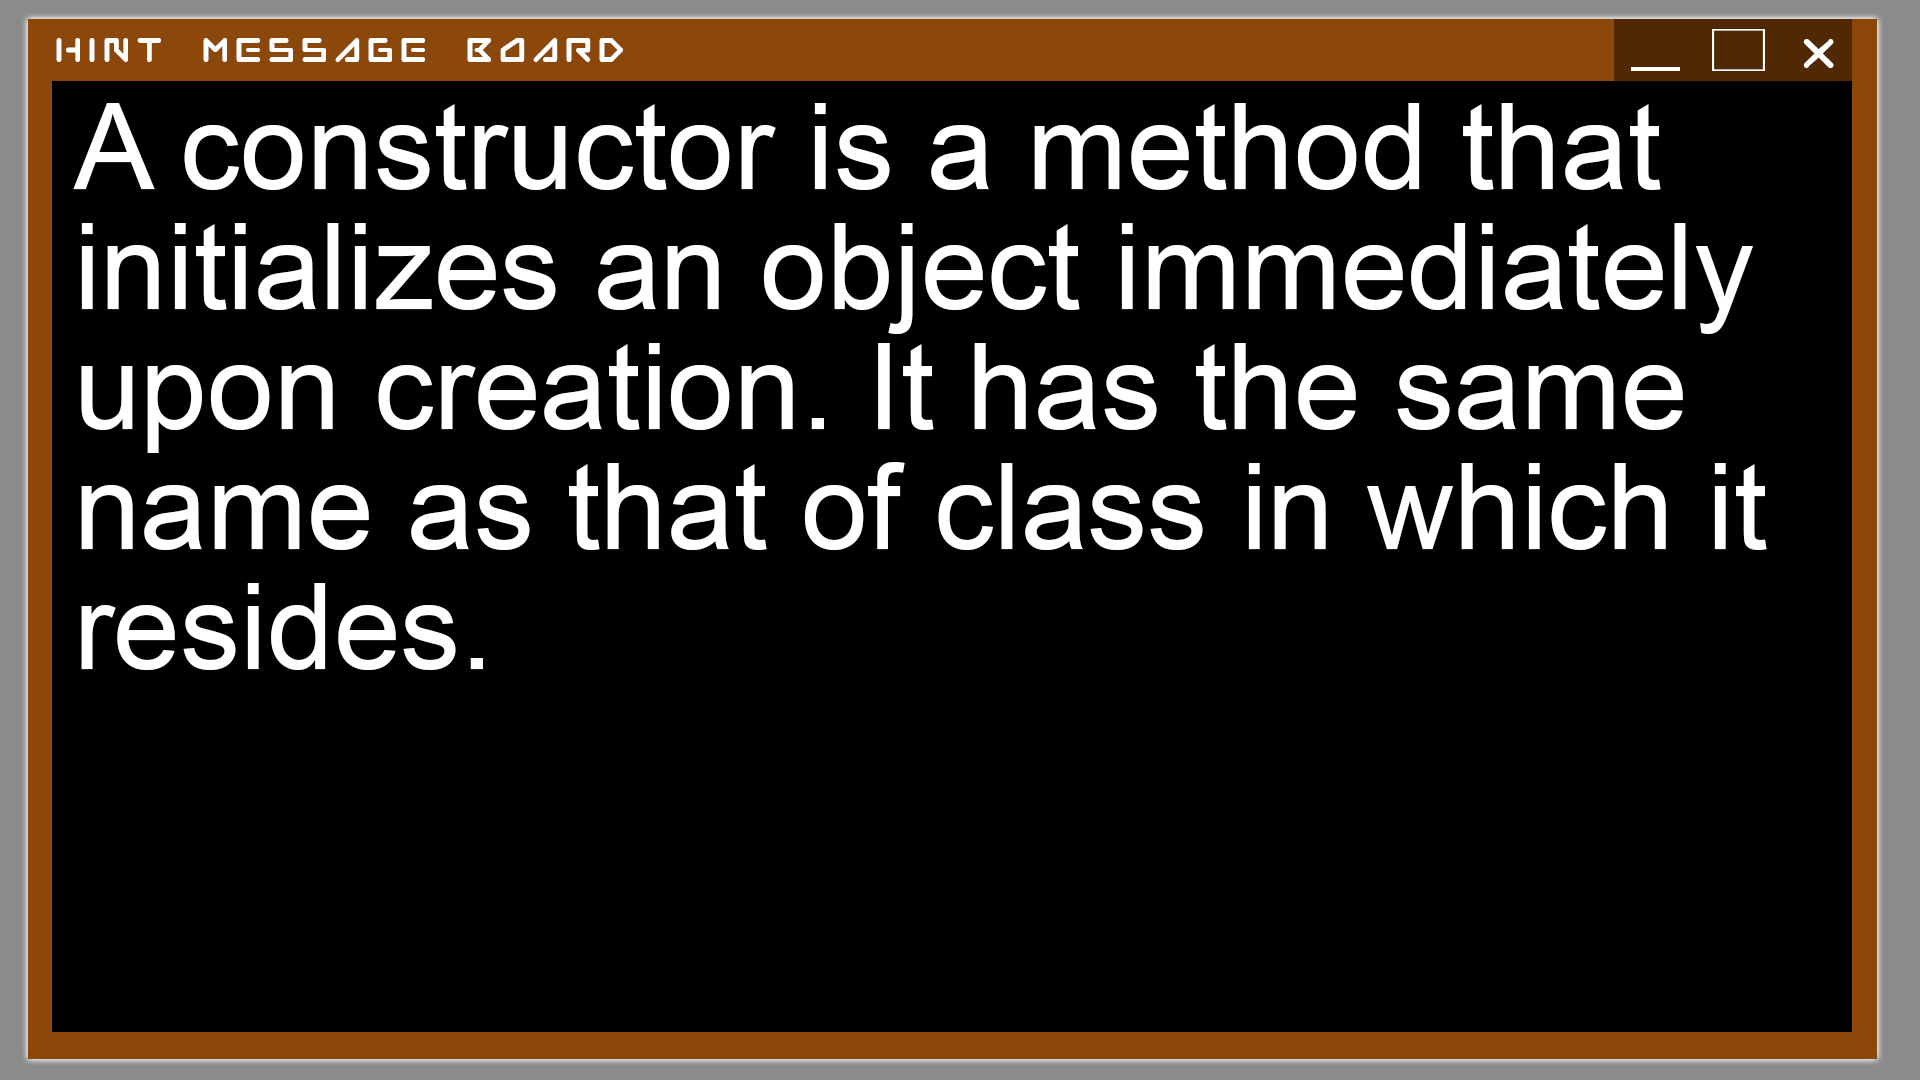 HINT MESSAGE BOARD
A constructor is a method that
initializes an object immediately
upon creation. It has the same
name as that of class in which it
resides.